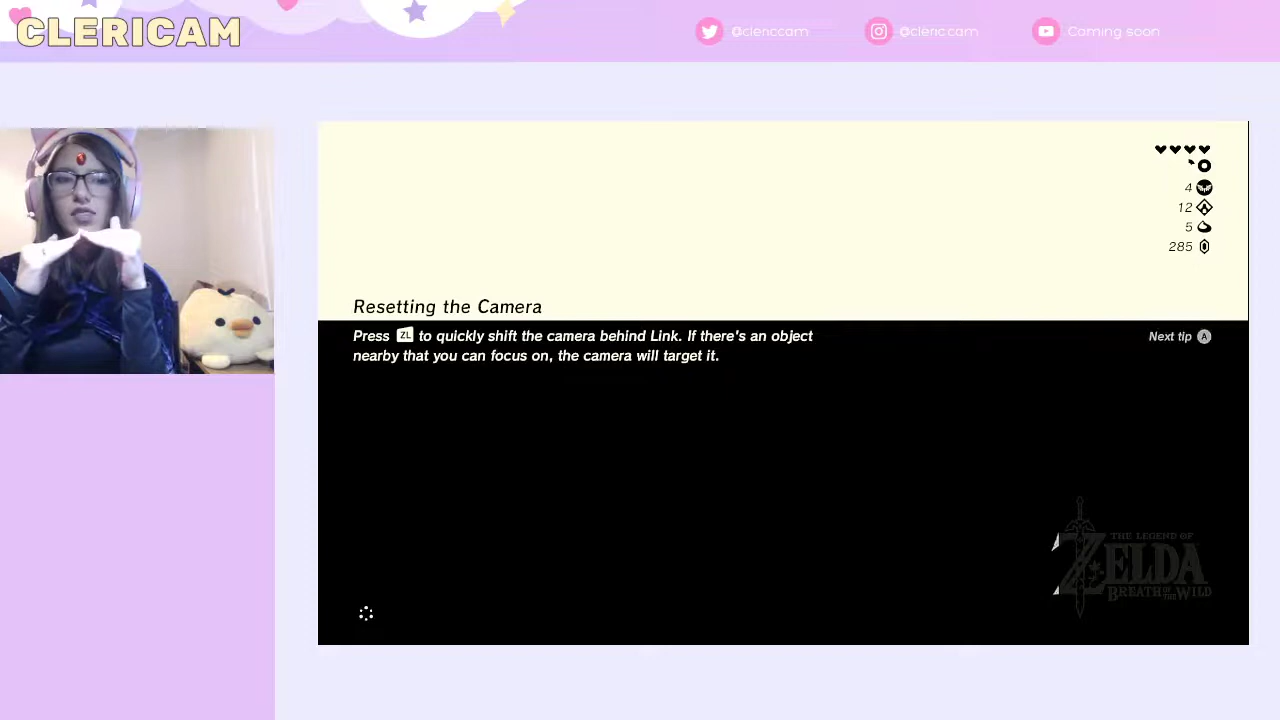 CLERICAM
@clericcam
@clericcam
Coming soon
4
12
5
285
Resetting the Camera
Press ZL to quickly shift the camera behind Link. If there's an object
nearby that you can focus on, the camera will target it.
Next tip A
THE LEGEND OF
ZELDA
BREATH OF THE WILD